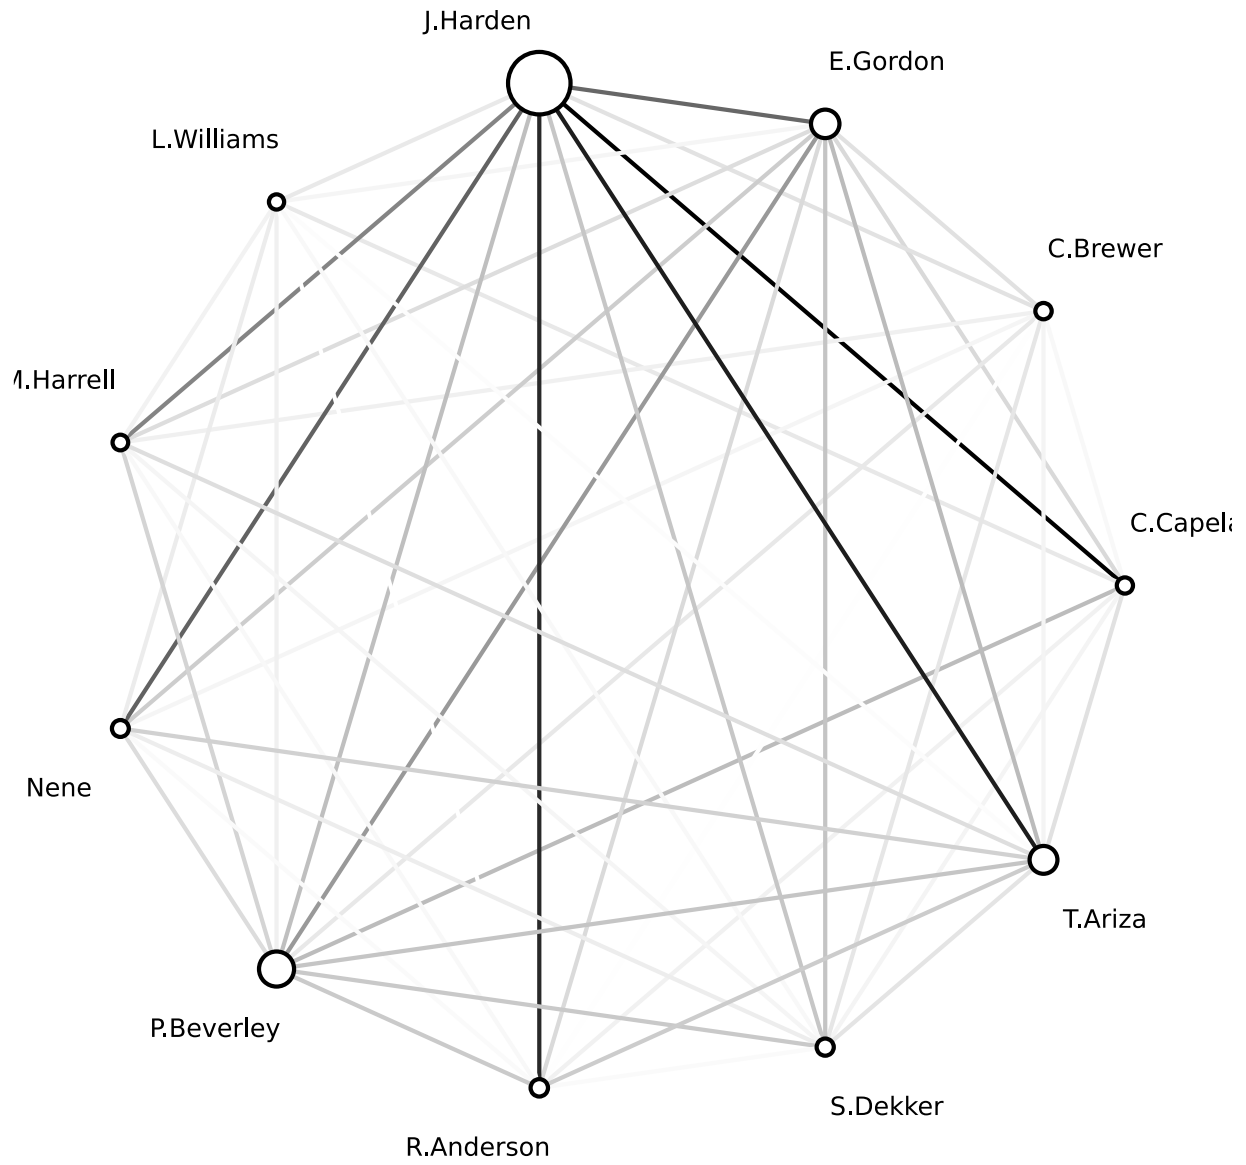 J.Harden
E.Gordon
L.Williams
C.Brewer
M.Harrell
C.Capela
Nene
T.Ariza
P.Beverley
S.Dekker
R.Anderson